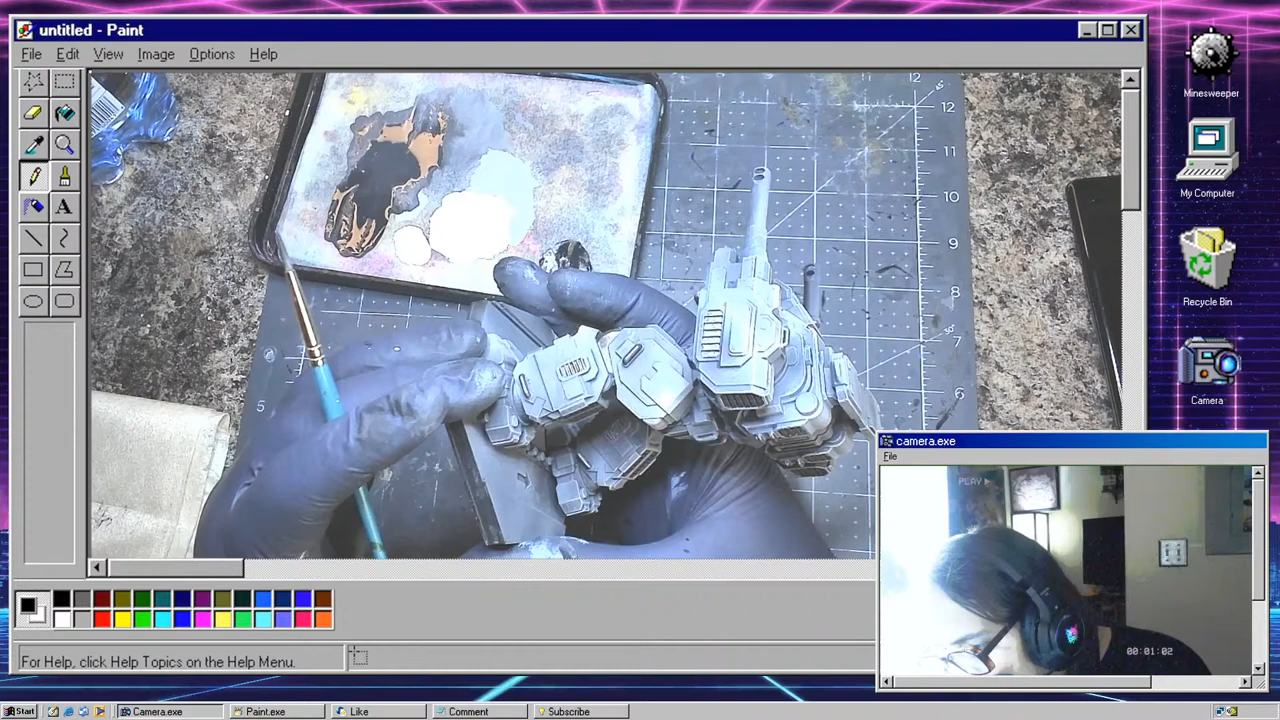 untitled - Paint
File Edit View Image Options Help
Minesweeper
My Computer
Recycle Bin
Camera
12
12
11
10
9
8
7
6
5
camera.exe
File
PLAY
00:01:02
For Help, click Help Topics on the Help Menu.
Start Camera.exe Paint.exe Like Comment Subscribe